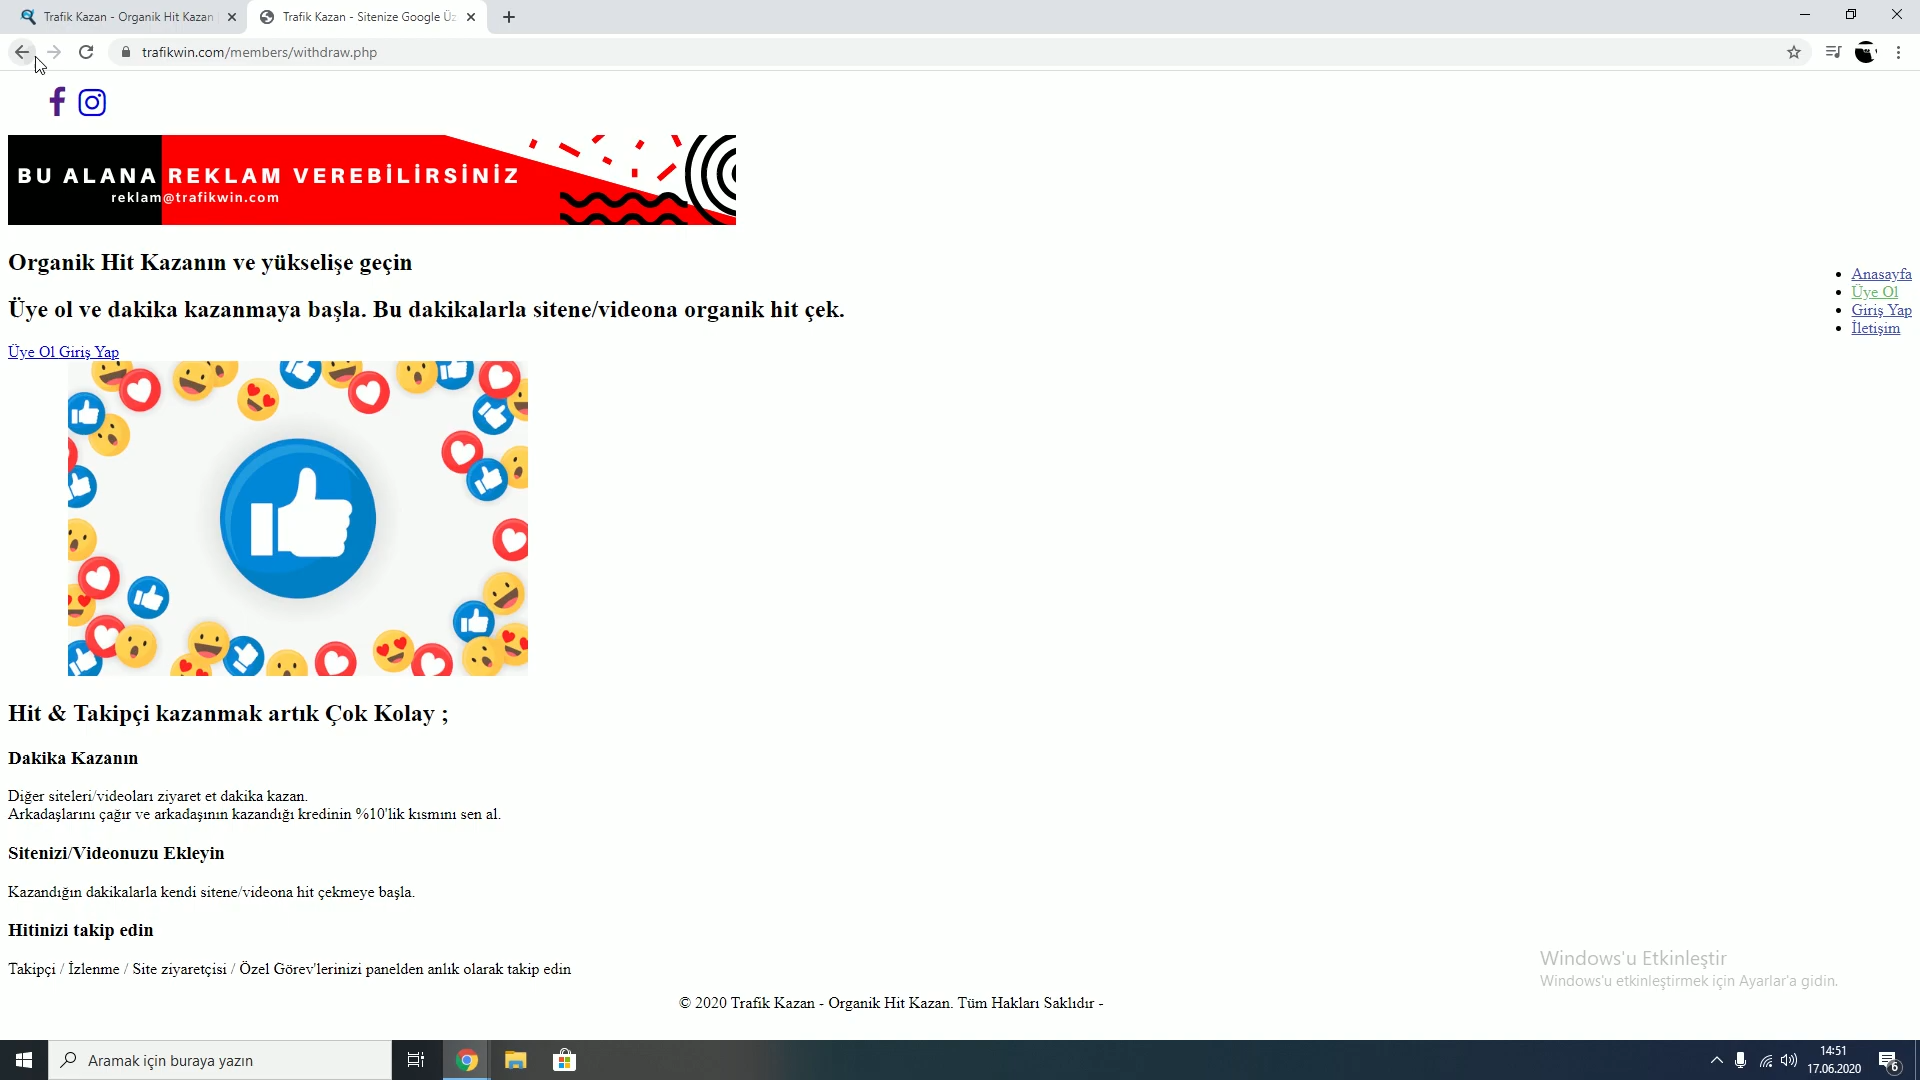 Trafik Kazan - Organik Hit Kazan
Trafik Kazan - Sitenize Google Üz
trafikwin.com/members/withdraw.php
BU ALANA REKLAM VEREBİLİRSİNİZ
reklam@trafikwin.com
Organik Hit Kazanın ve yükselişe geçin
Anasayfa
Üye Ol
Giriş Yap
İletişim
Üye ol ve dakika kazanmaya başla. Bu dakikalarla sitene/videona organik hit çek.
Üye Ol Giriş Yap
Hit & Takipçi kazanmak artık Çok Kolay ;
Dakika Kazanın
Diğer siteleri/videoları ziyaret et dakika kazan.
Arkadaşlarını çağır ve arkadaşının kazandığı kredinin %10'lik kısmını sen al.
Sitenizi/Videonuzu Ekleyin
Kazandığın dakikalarla kendi sitene/videona hit çekmeye başla.
Hitinizi takip edin
Takipçi / İzlenme / Site ziyaretçisi / Özel Görev'lerinizi panelden anlık olarak takip edin
Windows'u Etkinleştir
Windows'u etkinleştirmek için Ayarlar'a gidin.
© 2020 Trafik Kazan - Organik Hit Kazan. Tüm Hakları Saklıdır -
Aramak için buraya yazın
14:51
17.06.2020
6